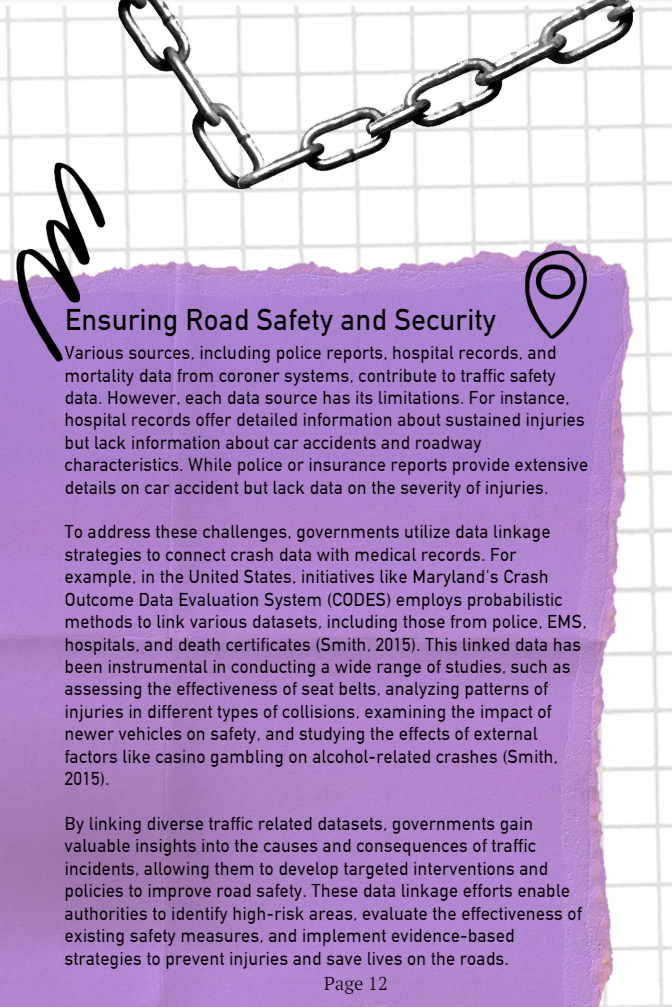 Ensuring Road Safety and Security
Various sources, including police reports, hospital records, and
mortality data from coroner systems, contribute to traffic safety
data. However, each data source has its limitations. For instance,
hospital records offer detailed information about sustained injuries
but lack information about car accidents and roadway
characteristics. While police or insurance reports provide extensive
details on car accident but lack data on the severity of injuries.
To address these challenges, governments utilize data linkage
strategies to connect crash data with medical records. For
example, in the United States, initiatives like Maryland's Crash
Outcome Data Evaluation System (CODES) employs probabilistic
methods to link various datasets, including those from police, EMS,
hospitals, and death certificates (Smith, 2015). This linked data has
been instrumental in conducting a wide range of studies, such as
assessing the effectiveness of seat belts, analyzing patterns of
injuries in different types of collisions, examining the impact of
newer vehicles on safety, and studying the effects of external
factors like casino gambling on alcohol-related crashes (Smith,
2015).
By linking diverse traffic related datasets, governments gain
valuable insights into the causes and consequences of traffic
incidents, allowing them to develop targeted interventions and
policies to improve road safety. These data linkage efforts enable
authorities to identify high-risk areas, evaluate the effectiveness of
existing safety measures, and implement evidence-based
strategies to prevent injuries and save lives on the roads.
Page 12